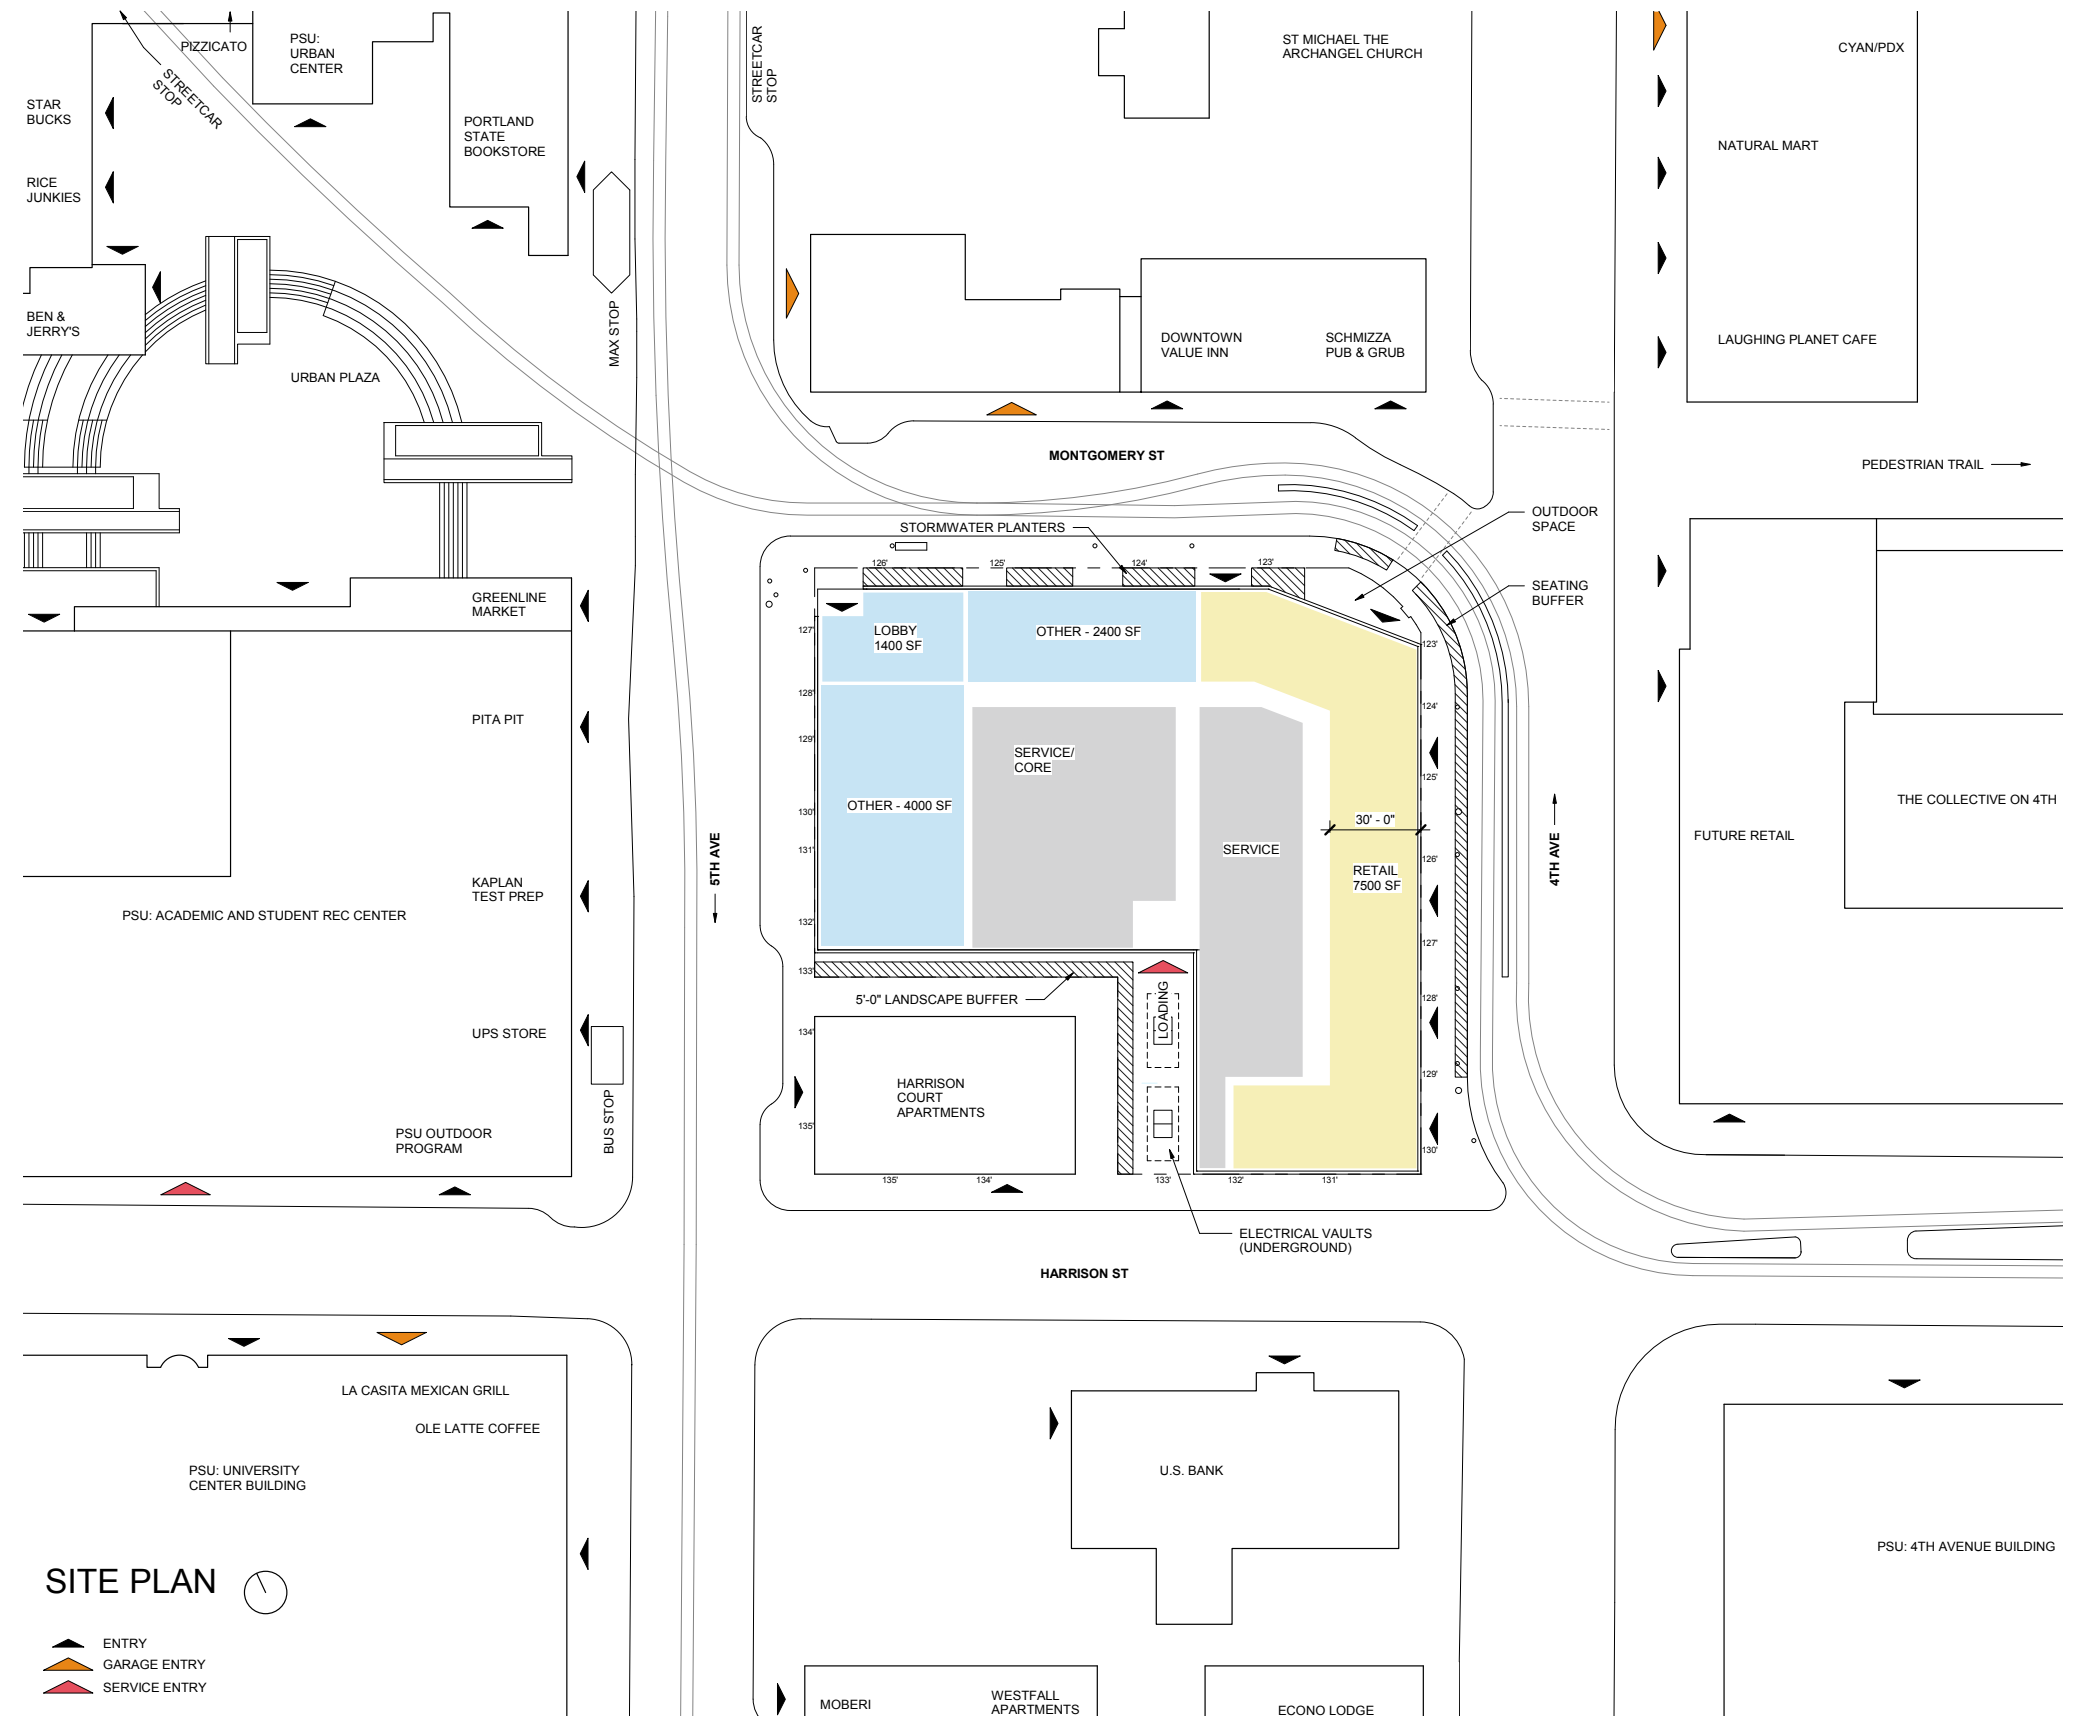 PIZZICATO
PSU:
URBAN
CENTER
STREETCAR
STOP
STREETCAR
STOP
ST MICHAEL THE
ARCHANGEL CHURCH
CYAN/PDX
STAR
BUCKS
PORTLAND
STATE
BOOKSTORE
NATURAL MART
RICE
JUNKIES
BEN &
JERRY'S
URBAN PLAZA
MAX STOP
DOWNTOWN
VALUE INN
SCHMIZZA
PUB & GRUB
LAUGHING PLANET CAFE
MONTGOMERY ST
PEDESTRIAN TRAIL
STORMWATER PLANTERS
OUTDOOR
SPACE
126'
125'
124'
123'
SEATING
BUFFER
GREENLINE
MARKET
127'
LOBBY
1400 SF
OTHER - 2400 SF
123'
128'
124'
PITA PIT
129'
SERVICE/
CORE
125'
OTHER - 4000 SF
130'
30' - 0"
THE COLLECTIVE ON 4TH
FUTURE RETAIL
5TH AVE
4TH AVE
131'
SERVICE
126'
RETAIL
7500 SF
KAPLAN
TEST PREP
PSU: ACADEMIC AND STUDENT REC CENTER
132'
127'
133'
5'-0" LANDSCAPE BUFFER
LOADING
128'
UPS STORE
134'
129'
HARRISON
COURT
APARTMENTS
BUS STOP
PSU OUTDOOR
PROGRAM
135'
130'
135'
134'
133'
132'
131'
ELECTRICAL VAULTS
(UNDERGROUND)
HARRISON ST
LA CASITA MEXICAN GRILL
OLE LATTE COFFEE
PSU: UNIVERSITY
CENTER BUILDING
U.S. BANK
PSU: 4TH AVENUE BUILDING
SITE PLAN
ENTRY
GARAGE ENTRY
SERVICE ENTRY
MOBERI
WESTFALL
APARTMENTS
ECONO LODGE